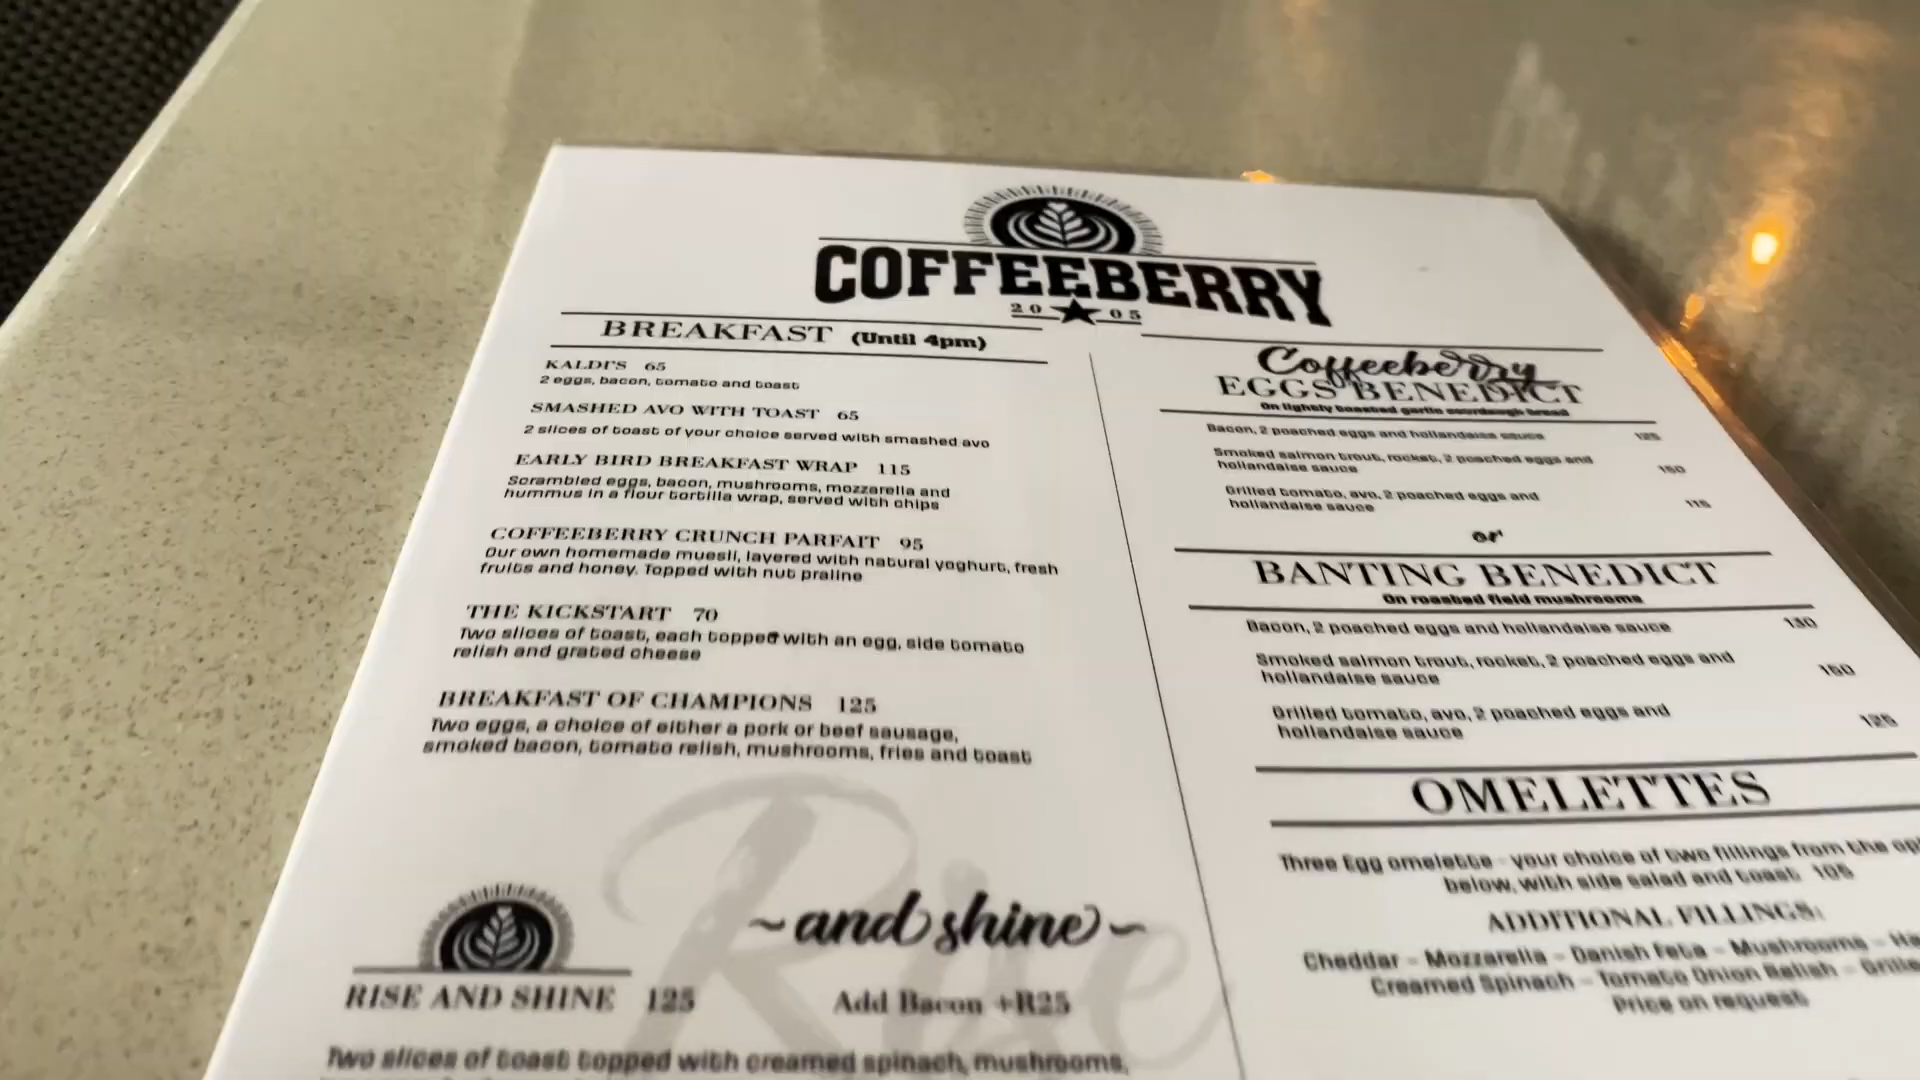 COFFEEBERRY
20 05
BREAKFAST (Until 4pm)
KALDI'S 65
2 eggs, bacon, tomato and toast
SMASHED AVO WITH TOAST 65
2 slices of toast of your choice served with smashed avo
EARLY BIRD BREAKFAST WRAP 115
Scrambled eggs, bacon, mushrooms, mozzarella and
hummus in a flour tortilla wrap, served with chips
COFFEEBERRY CRUNCH PARFAIT 95
Our own homemade muesli, layered with natural yoghurt, fresh
fruits and honey. Topped with nut praline
THE KICKSTART 70
Two slices of toast, each topped with an egg, side tomato
relish and grated cheese
BREAKFAST OF CHAMPIONS 125
Two eggs, a choice of either a pork or beef sausage,
smoked bacon, tomato relish, mushrooms, fries and toast
Rise
~and shine~
RISE AND SHINE 125 Add Bacon +R25
Two slices of toast topped with creamed spinach, mushrooms,
Coffeeberry
EGGS BENEDICT
On lightly toasted garlic sourdough bread
Bacon, 2 poached eggs and hollandaise sauce 125
Smoked salmon trout, rocket, 2 poached eggs and
hollandaise sauce 150
Grilled tomato, avo, 2 poached eggs and
hollandaise sauce 115
or
BANTING BENEDICT
On roasted field mushrooms
Bacon, 2 poached eggs and hollandaise sauce 130
Smoked salmon trout, rocket, 2 poached eggs and
hollandaise sauce 160
Grilled tomato, avo, 2 poached eggs and
hollandaise sauce 125
OMELETTES
Three Egg omelette - your choice of two fillings from the
below, with side salad and toast 105
ADDITIONAL FILLINGS:
Cheddar - Mozzarella - Danish Feta - Mushrooms -
Creamed Spinach - Tomato Onion Relish -
Price on request